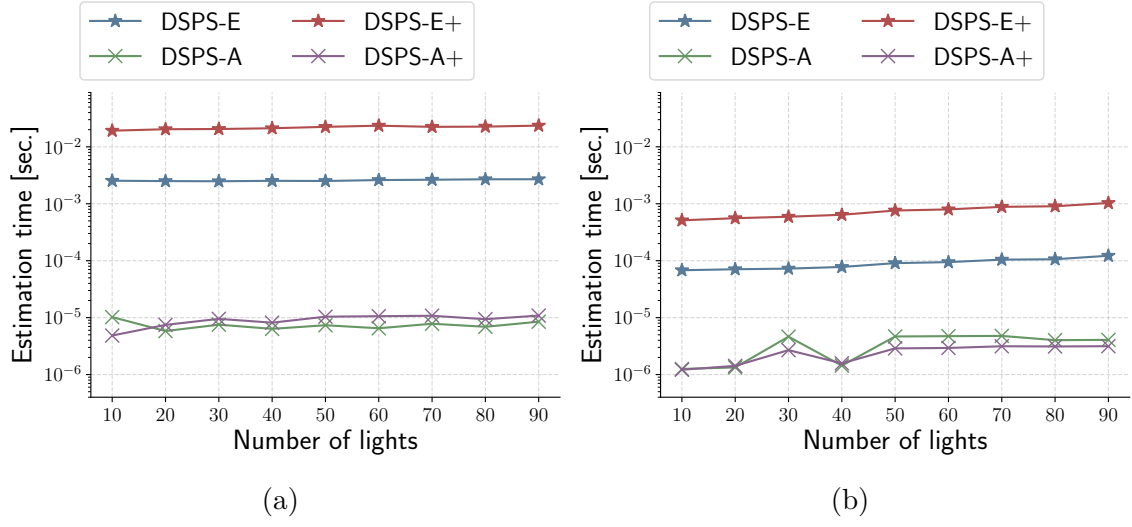 DSPS-E DSPS-E+ DSPS-E DSPS-E+
DSPS-A DSPS-A+ DSPS-A DSPS-A+
Estimation time [sec.]
10⁻²
10⁻³
10⁻⁴
10⁻⁵
10⁻⁶
10 20 30 40 50 60 70 80 90
Number of lights
(a)
Estimation time [sec.]
10⁻²
10⁻³
10⁻⁴
10⁻⁵
10⁻⁶
10 20 30 40 50 60 70 80 90
Number of lights
(b)